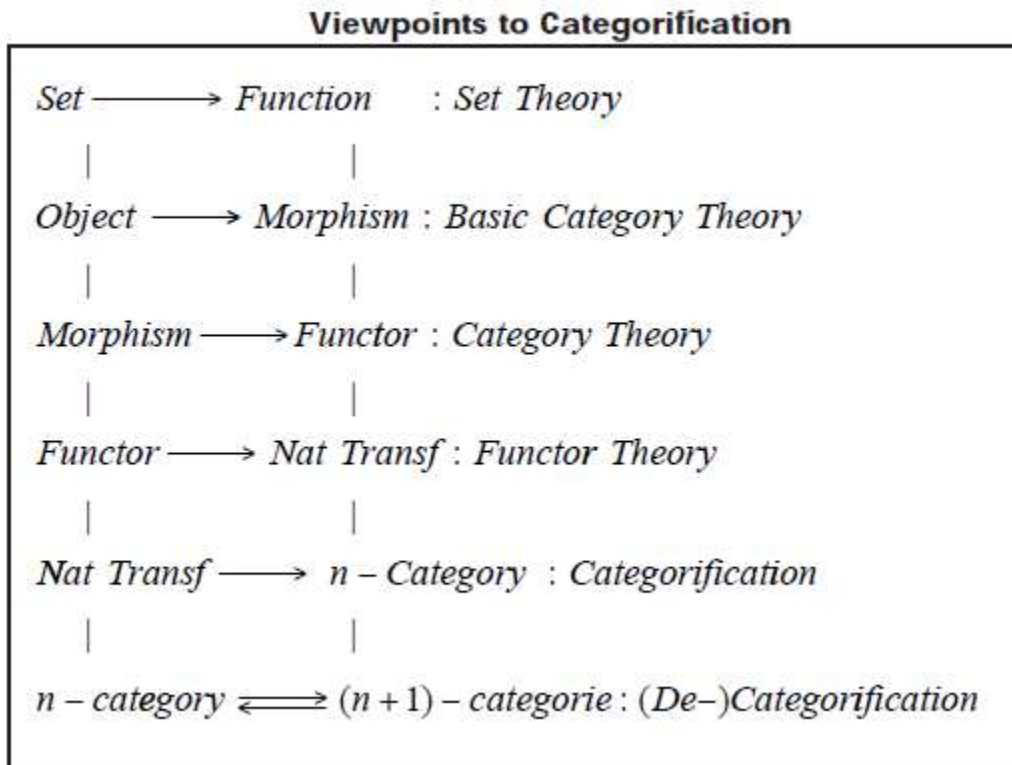 Viewpoints to Categorification
Set ⟶ Function : Set Theory
| |
Object ⟶ Morphism : Basic Category Theory
| |
Morphism ⟶ Functor : Category Theory
| |
Functor ⟶ Nat Transf : Functor Theory
| |
Nat Transf ⟶ n – Category : Categorification
| |
n – category ⇌ (n + 1) – categorie : (De–)Categorification